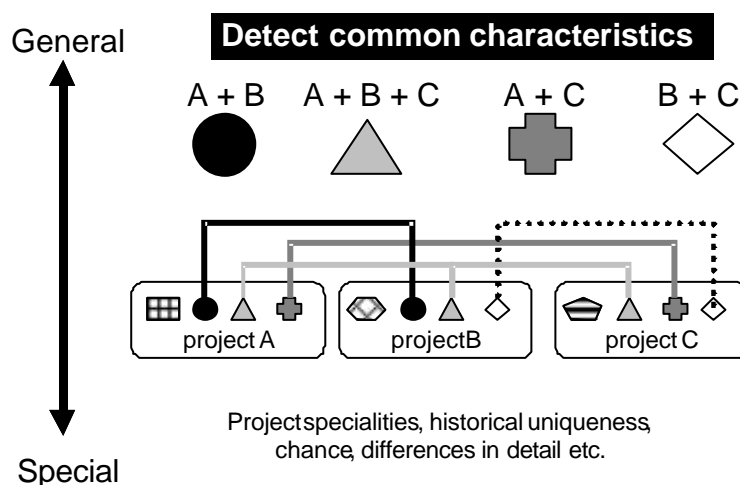 General
Detect common characteristics
A + B
A + B + C
A + C
B + C
project A
projectB
project C
Projectspecialities, historical uniqueness,
chance, differences in detail etc.
Special